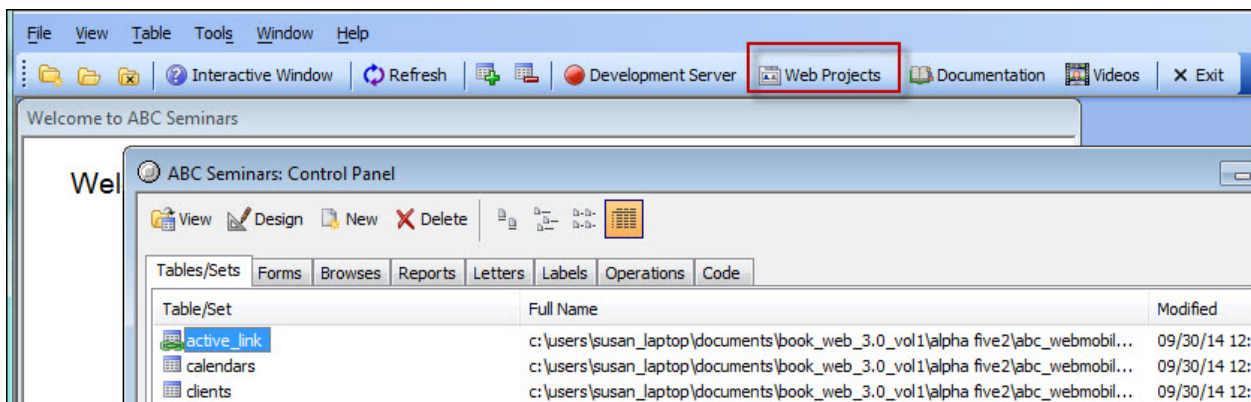 File View Table Tools Window Help
Interactive Window Refresh Development Server Web Projects Documentation Videos Exit
Welcome to ABC Seminars
Wel
ABC Seminars: Control Panel
View Design New Delete
Tables/Sets Forms Browses Reports Letters Labels Operations Code
Table/Set Full Name Modified
active_link c:\users\susan_laptop\documents\book_web_3.0_vol1\alpha five2\abc_webmobil... 09/30/14 12:
calendars c:\users\susan_laptop\documents\book_web_3.0_vol1\alpha five2\abc_webmobil... 09/30/14 12:
clients c:\users\susan_laptop\documents\book_web_3.0_vol1\alpha five2\abc_webmobil... 09/30/14 12: